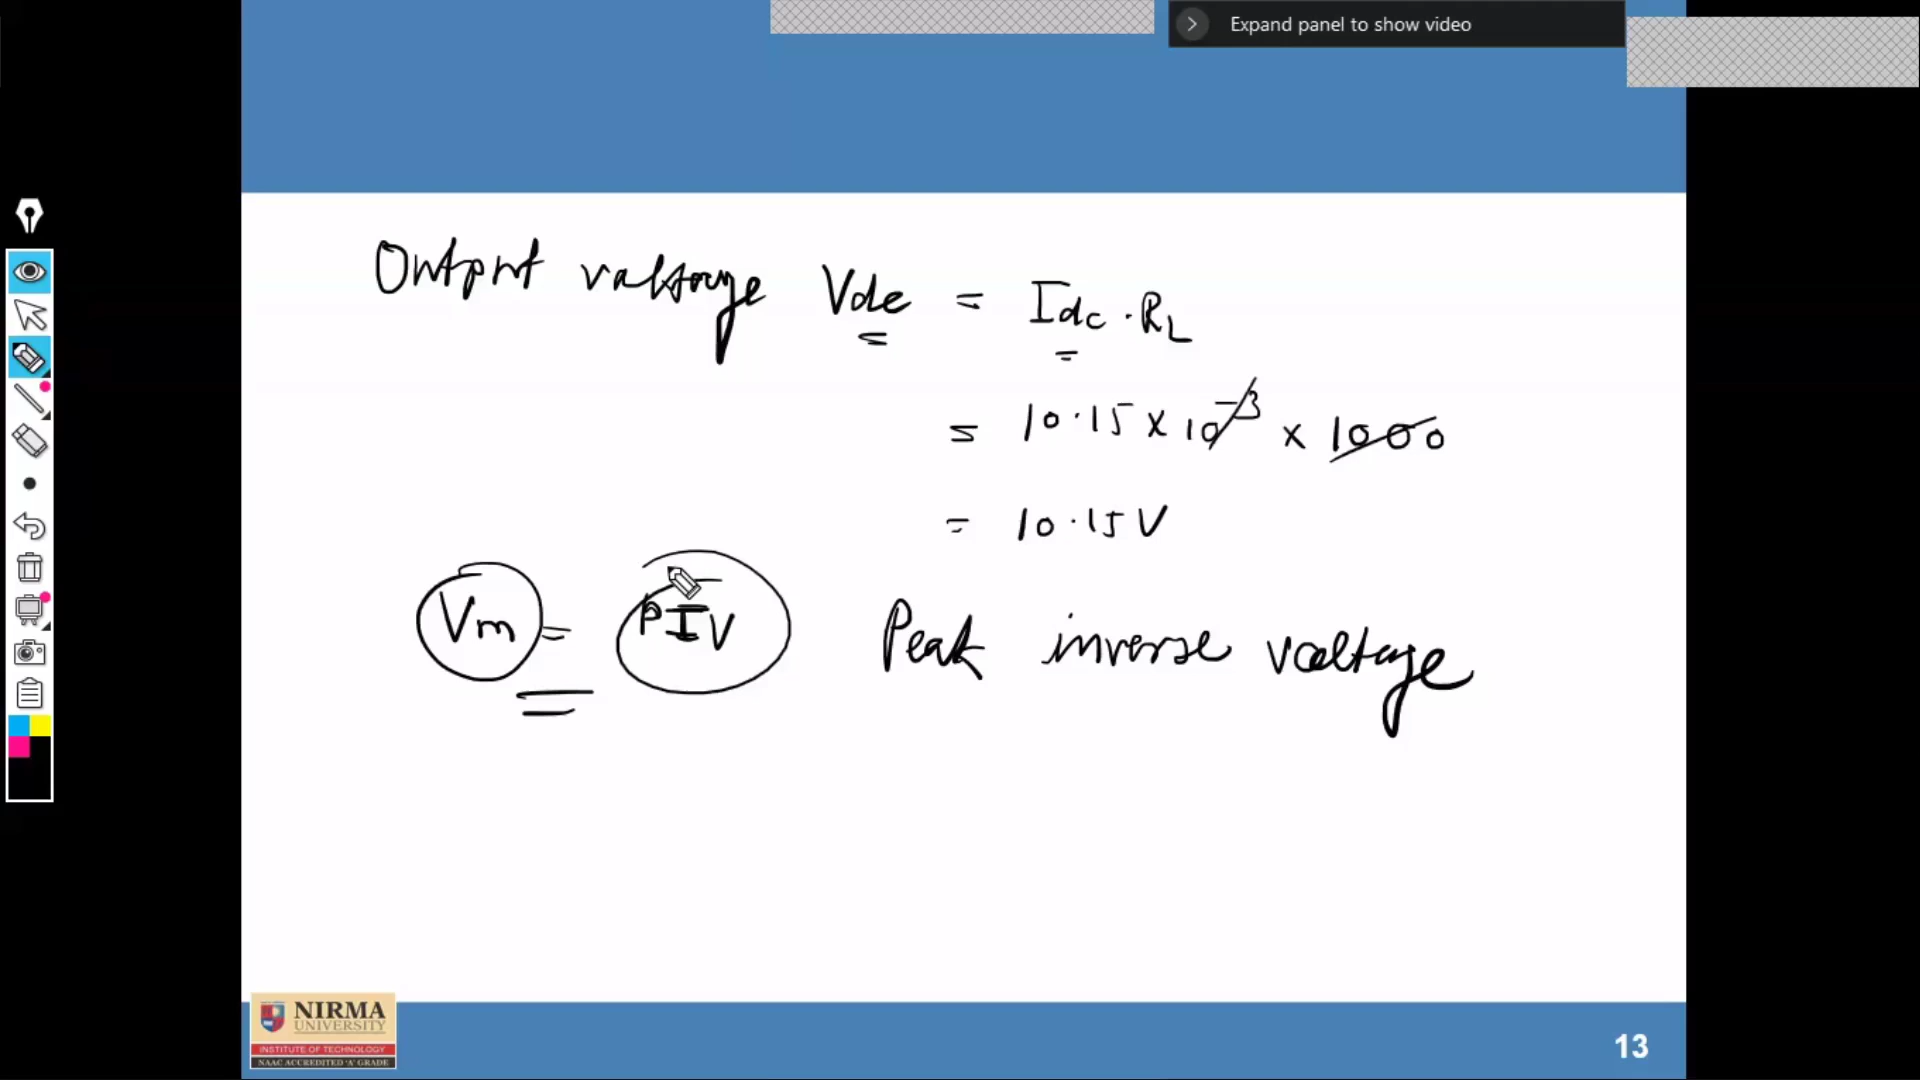 Expand panel to show video
Output voltage Vdc = Idc . RL
=
=
= 10.15 x 10^-3 x 1000
= 10.15 V
Vm = PIV Peak inverse voltage
NIRMA
UNIVERSITY
INSTITUTE OF TECHNOLOGY
NAAC ACCREDITED 'A' GRADE
13